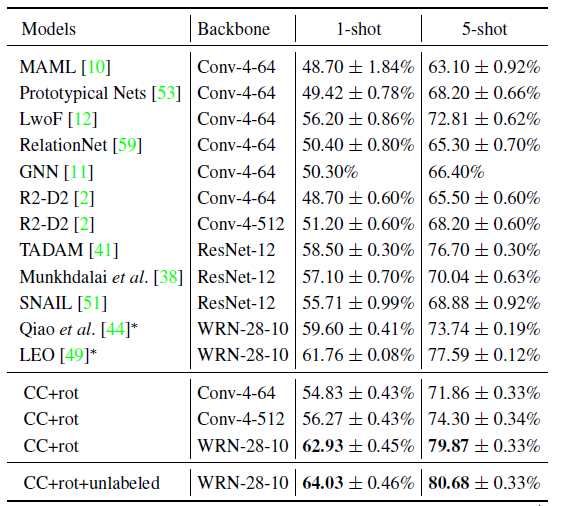 Models Backbone 1-shot 5-shot
MAML [10] Conv-4-64 48.70 ± 1.84% 63.10 ± 0.92%
Prototypical Nets [53] Conv-4-64 49.42 ± 0.78% 68.20 ± 0.66%
LwoF [12] Conv-4-64 56.20 ± 0.86% 72.81 ± 0.62%
RelationNet [59] Conv-4-64 50.40 ± 0.80% 65.30 ± 0.70%
GNN [11] Conv-4-64 50.30% 66.40%
R2-D2 [2] Conv-4-64 48.70 ± 0.60% 65.50 ± 0.60%
R2-D2 [2] Conv-4-512 51.20 ± 0.60% 68.20 ± 0.60%
TADAM [41] ResNet-12 58.50 ± 0.30% 76.70 ± 0.30%
Munkhdalai et al. [38] ResNet-12 57.10 ± 0.70% 70.04 ± 0.63%
SNAIL [51] ResNet-12 55.71 ± 0.99% 68.88 ± 0.92%
Qiao et al. [44]* WRN-28-10 59.60 ± 0.41% 73.74 ± 0.19%
LEO [49]* WRN-28-10 61.76 ± 0.08% 77.59 ± 0.12%
CC+rot Conv-4-64 54.83 ± 0.43% 71.86 ± 0.33%
CC+rot Conv-4-512 56.27 ± 0.43% 74.30 ± 0.34%
CC+rot WRN-28-10 62.93 ± 0.45% 79.87 ± 0.33%
CC+rot+unlabeled WRN-28-10 64.03 ± 0.46% 80.68 ± 0.33%